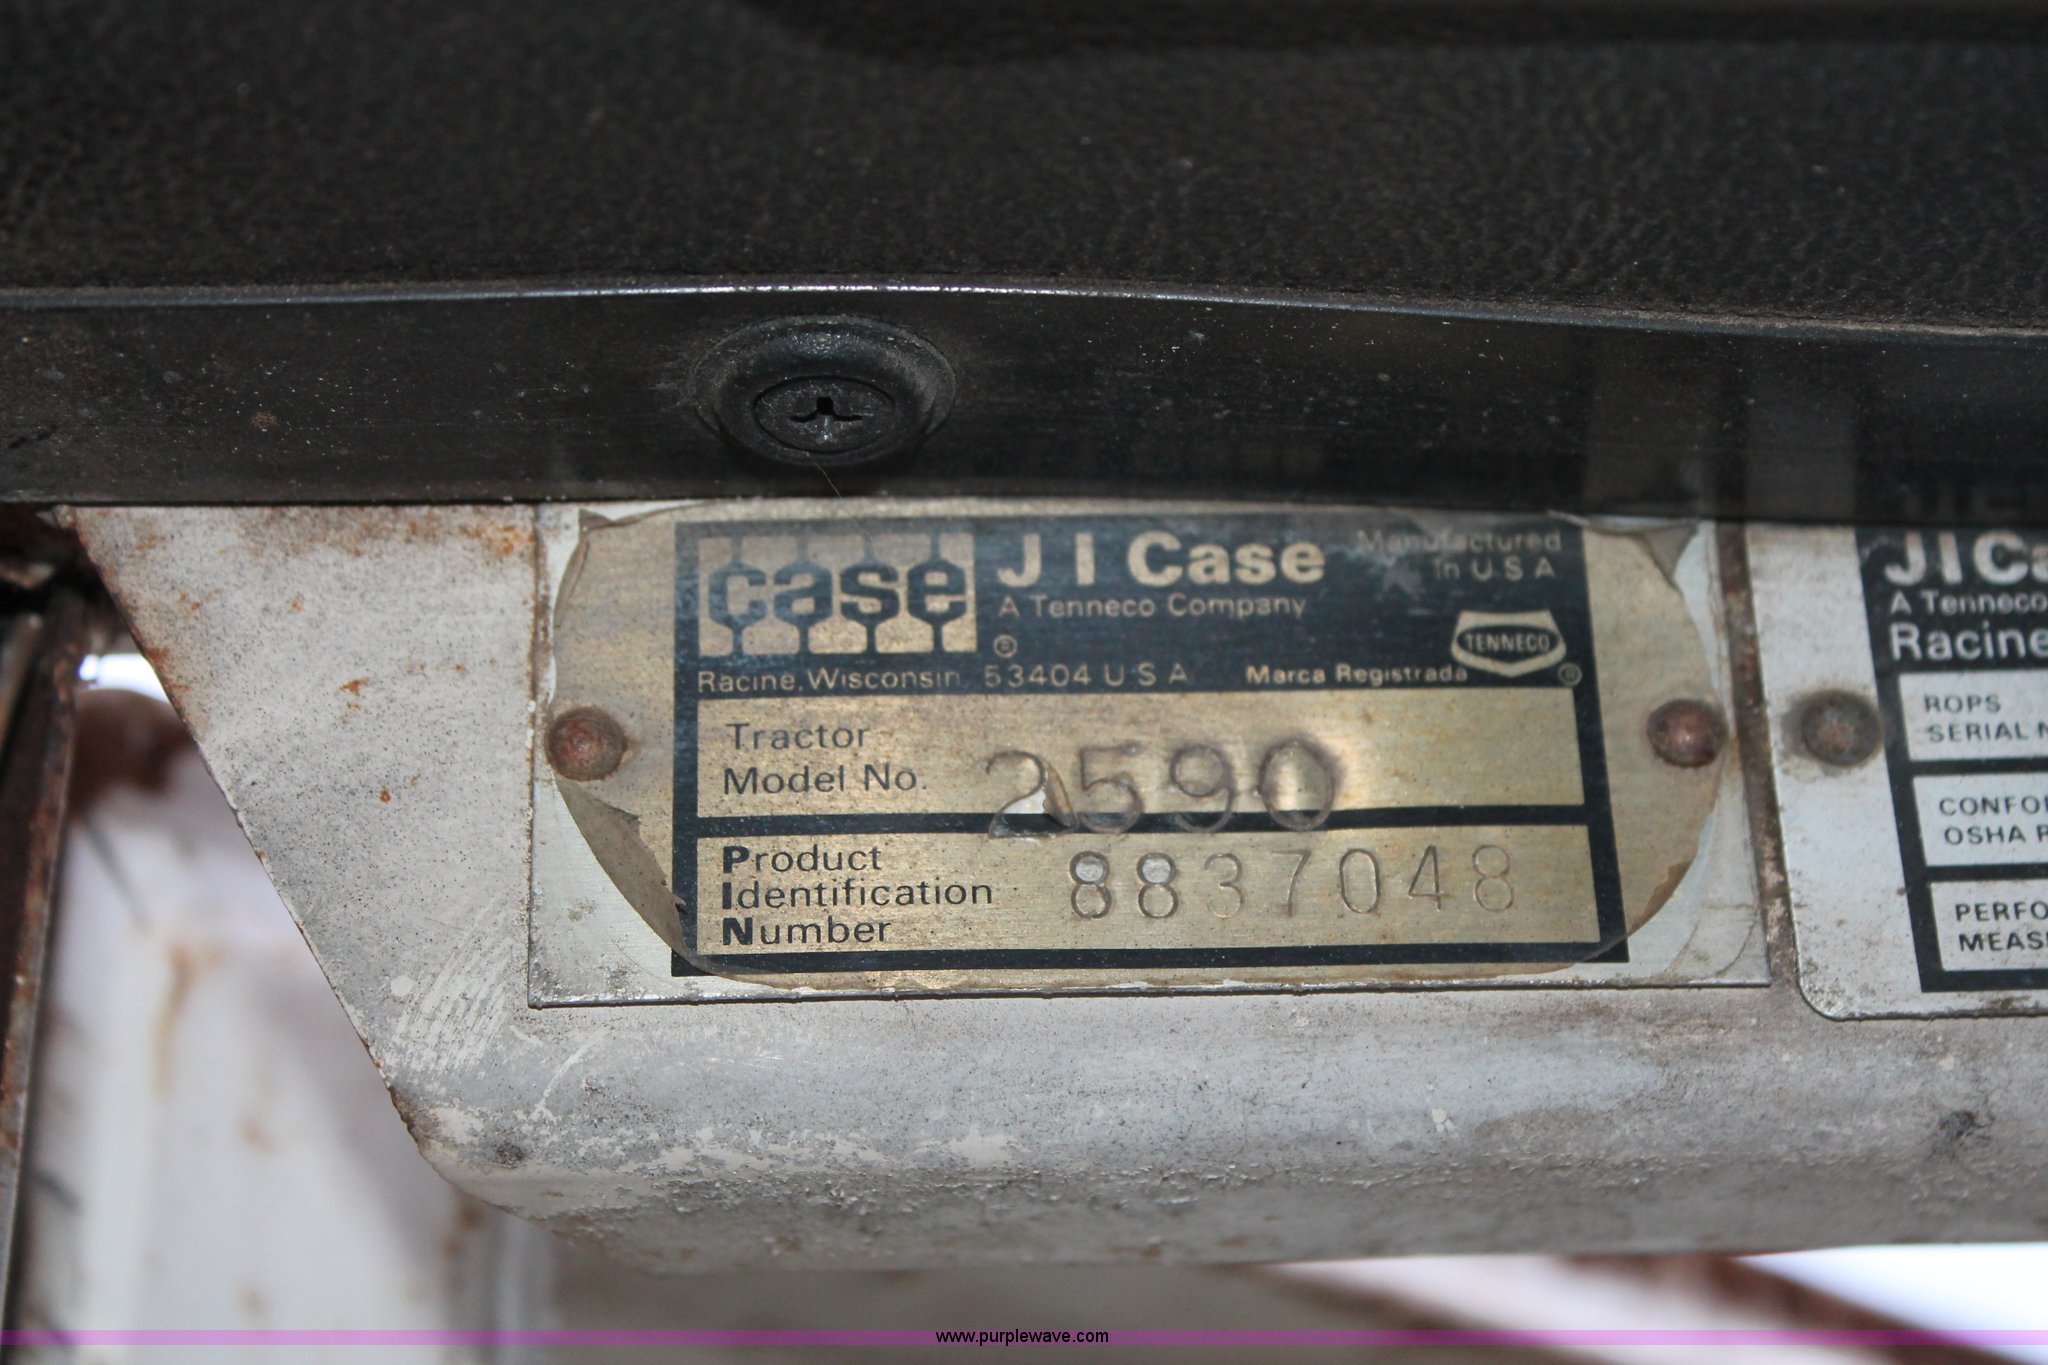 case
J I Case
Manufactured
in U S A
A Tenneco Company
TENNECO
®
Racine, Wisconsin 53404 U S A
Marca Registrada
®
Tractor
Model No. 2590
Product
Identification
Number
8837048
J I Ca
A Tenneco
Racine
ROPS
SERIAL N
CONFO
OSHA R
PERFO
MEAS
www.purplewave.com